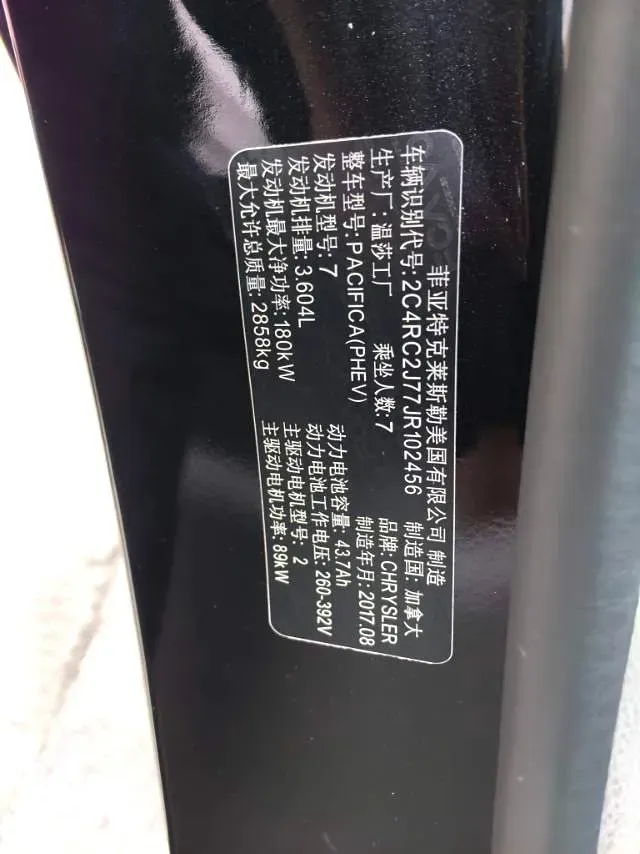 菲亚特克莱斯勒美国有限公司 制造
车辆识别代号: 2C4RC2J77JR102456 制造国: 加拿大
生产厂: 温莎工厂 乘坐人数: 7 品牌: CHRYSLER
整车型号: PACIFICA(PHEV) 制造年月: 2017.08
发动机型号: 7 动力电池容量: 43.7Ah
发动机排量: 3.604L 动力电池工作电压: 260-392V
发动机最大净功率: 180kW 主驱动电机型号: 2
最大允许总质量: 2858kg 主驱动电机功率: 89kW